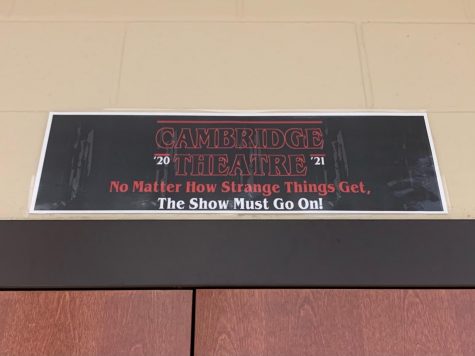 CAMBRIDGE
'20 THEATRE '21
No Matter How Strange Things Get,
The Show Must Go On!